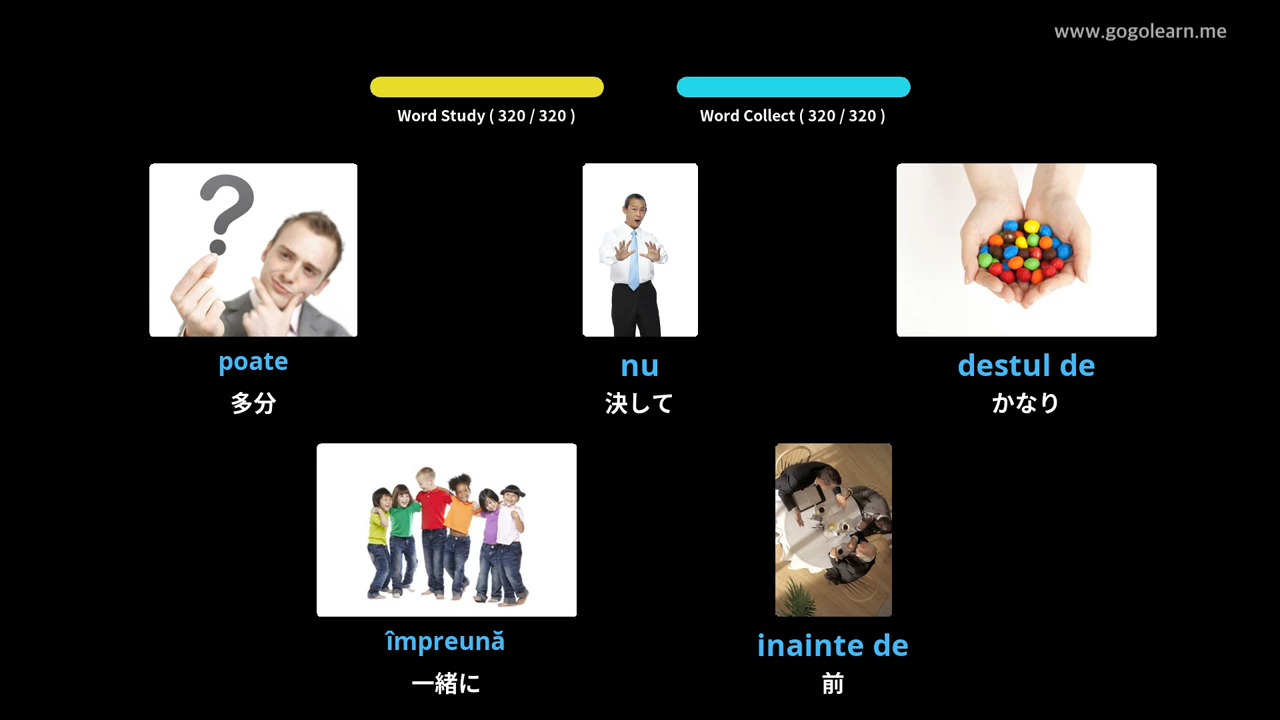 www.gogolearn.me
Word Study ( 320 / 320 )
Word Collect ( 320 / 320 )
poate
多分
nu
決して
destul de
かなり
împreună
一緒に
inainte de
前